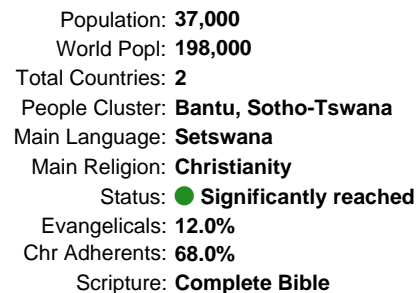 Population: 37,000
World Popl: 198,000
Total Countries: 2
People Cluster: Bantu, Sotho-Tswana
Main Language: Setswana
Main Religion: Christianity
Status: Significantly reached
Evangelicals: 12.0%
Chr Adherents: 68.0%
Scripture: Complete Bible